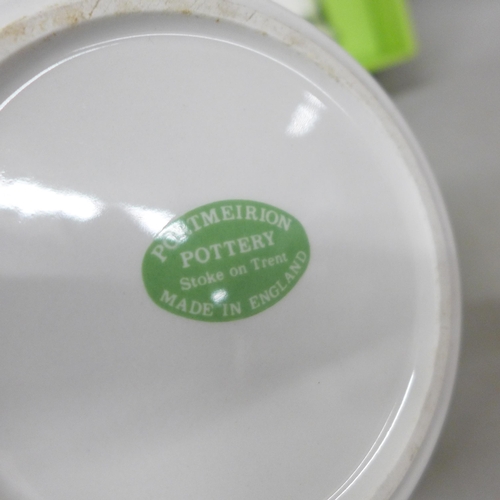 PORTMEIRION
POTTERY
Stoke on Trent
MADE IN ENGLAND